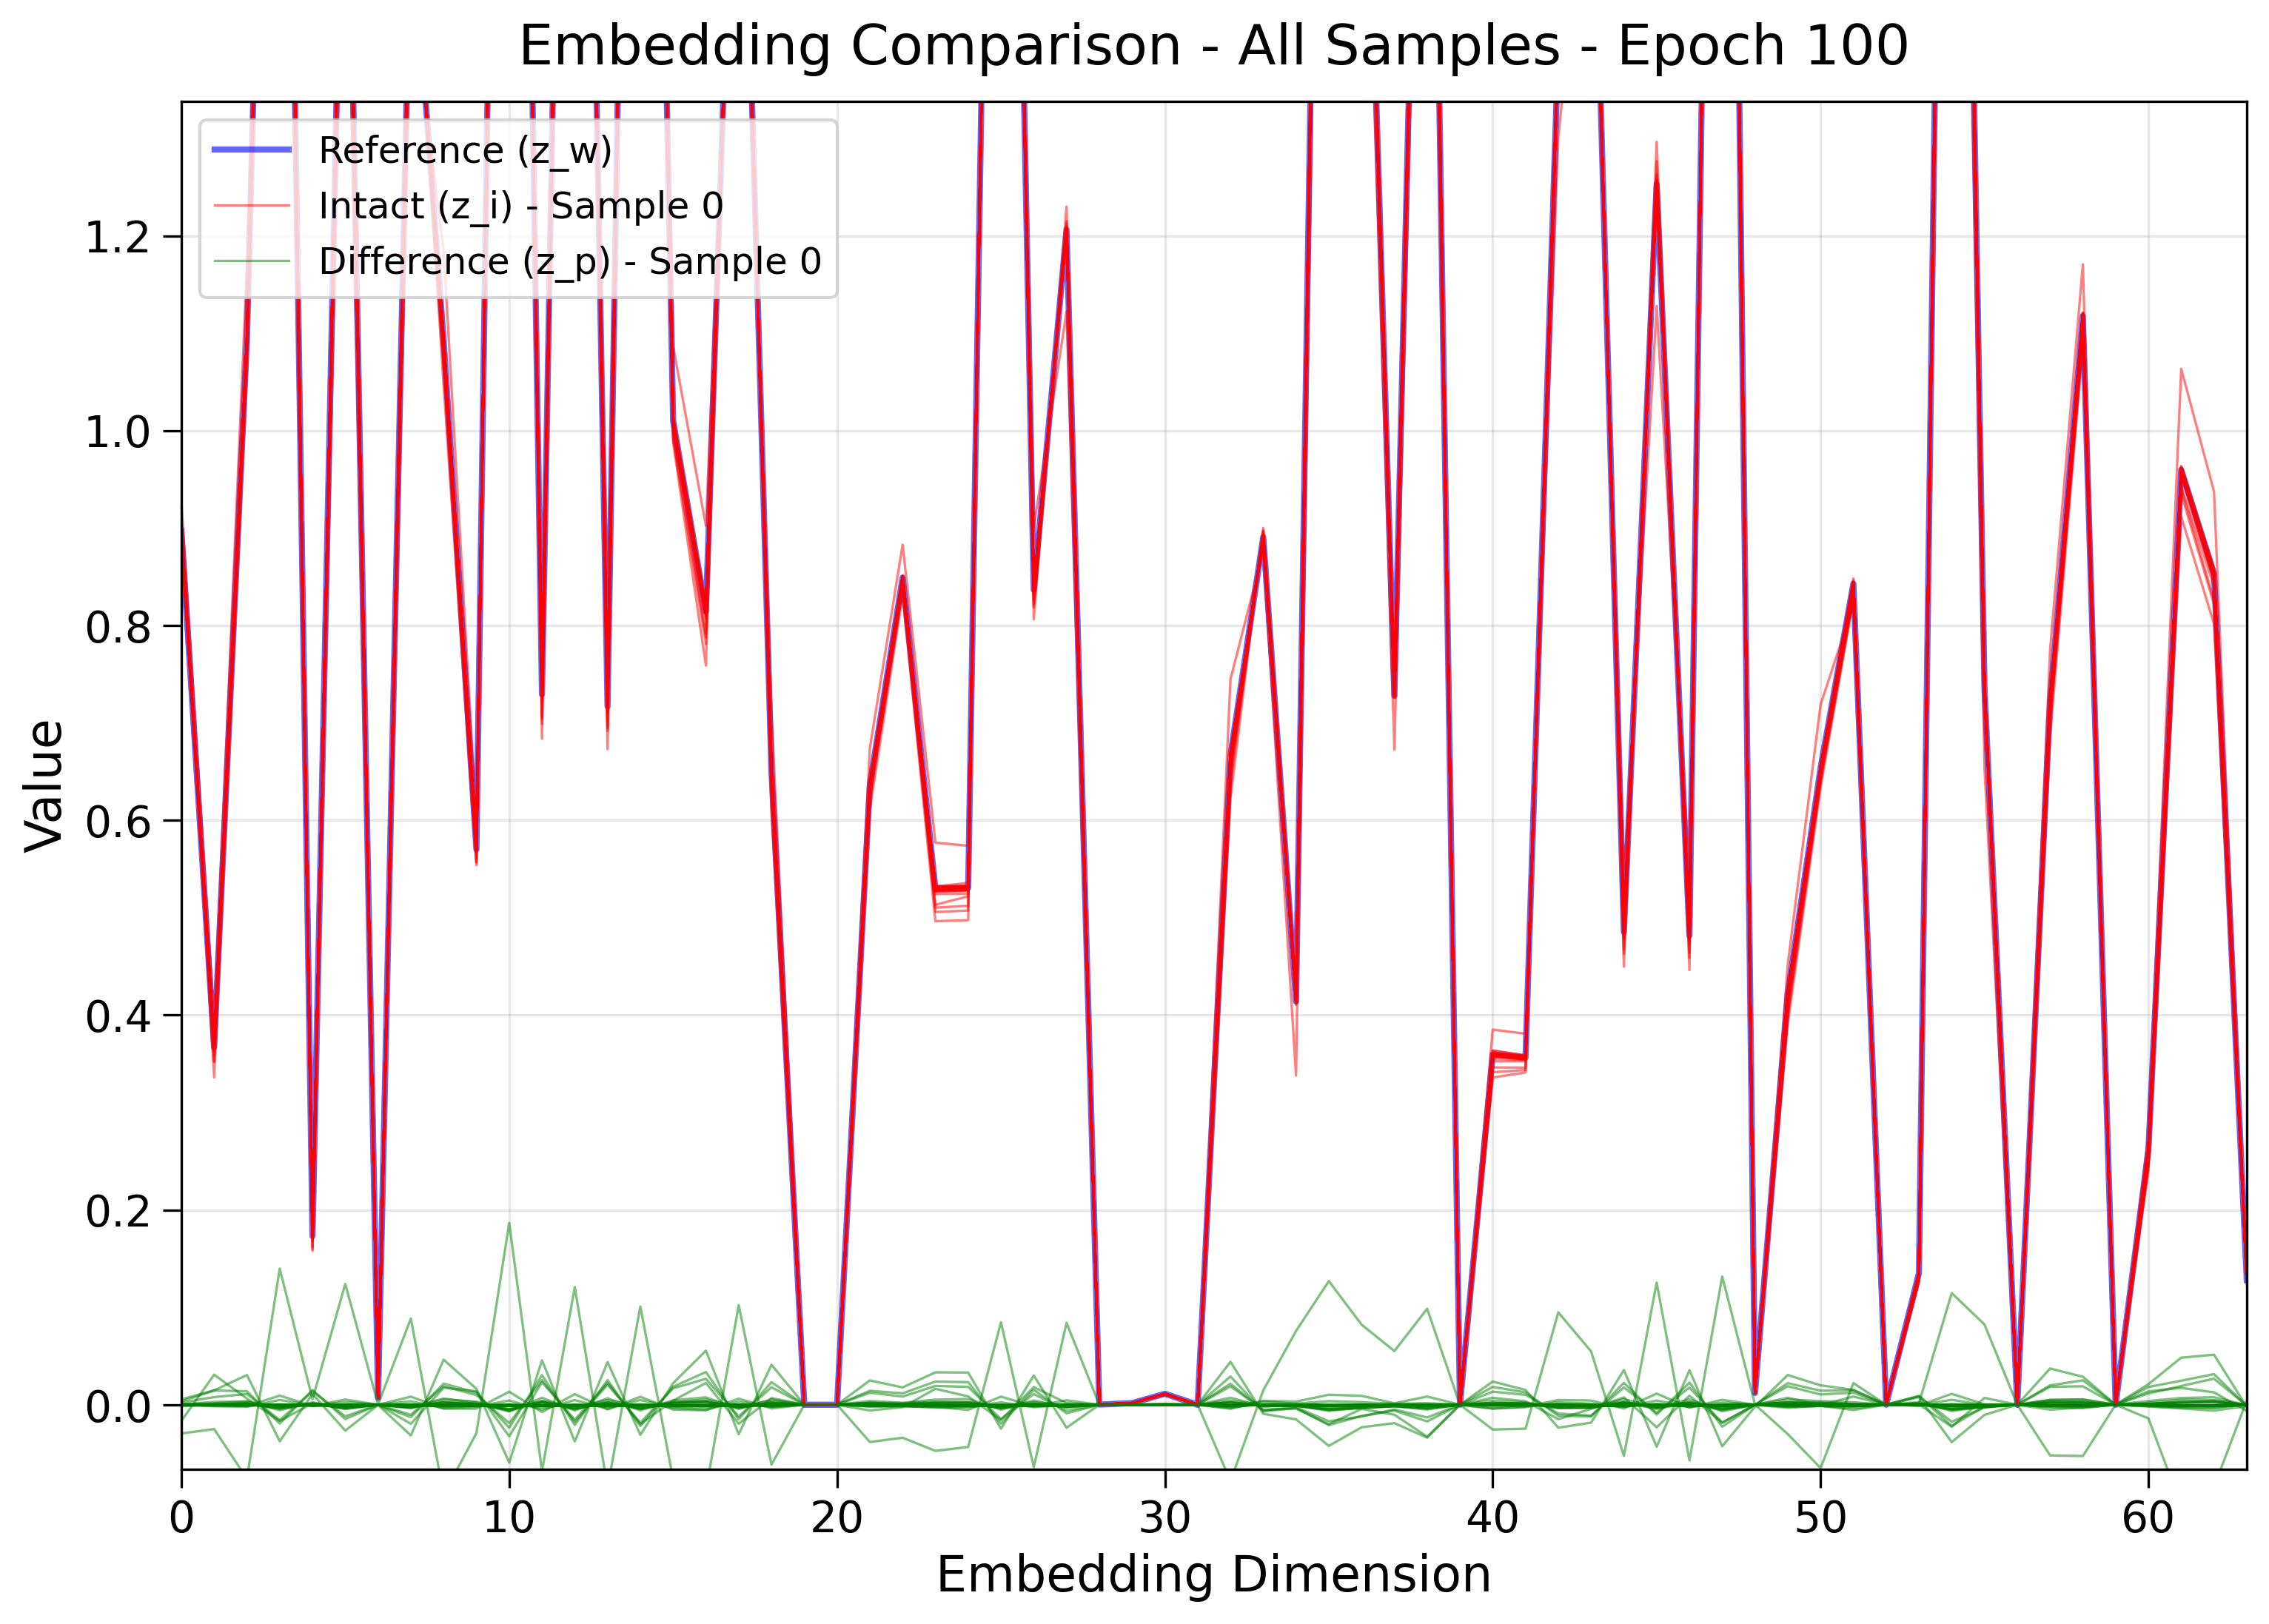 Embedding Comparison - All Samples - Epoch 100
Reference (z_w)
Intact (z_i) - Sample 0
Difference (z_p) - Sample 0
1.2
1.0
0.8
0.6
0.4
0.2
0.0
Value
0 10 20 30 40 50 60
Embedding Dimension